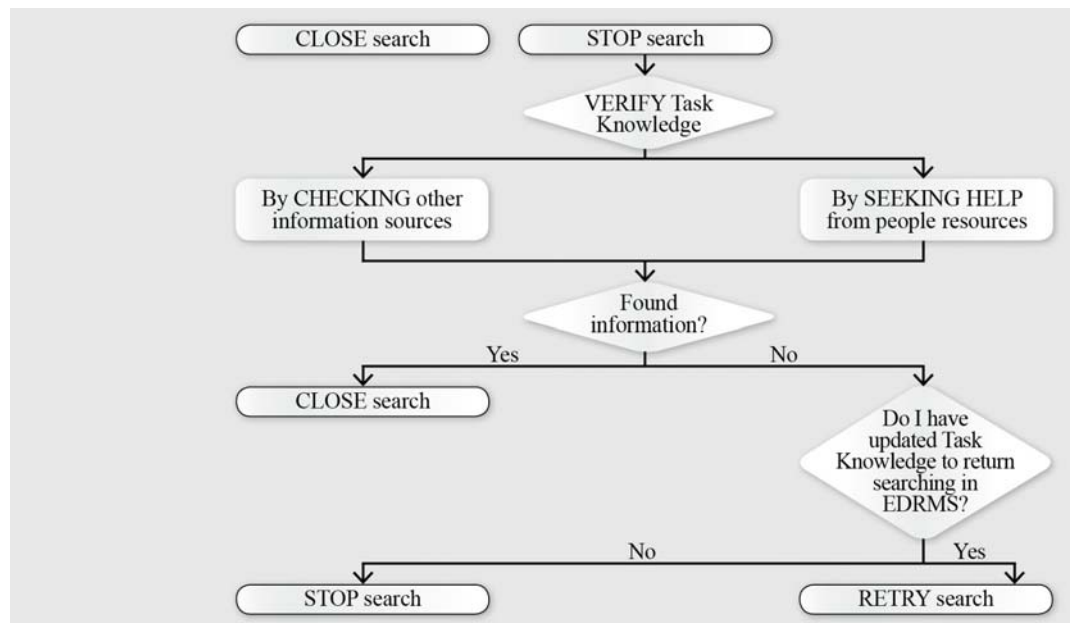 CLOSE search
STOP search
VERIFY Task
Knowledge
By CHECKING other
information sources
By SEEKING HELP
from people resources
Found
information?
Yes
No
CLOSE search
Do I have
updated Task
Knowledge to return
searching in
EDRMS?
No
Yes
STOP search
RETRY search